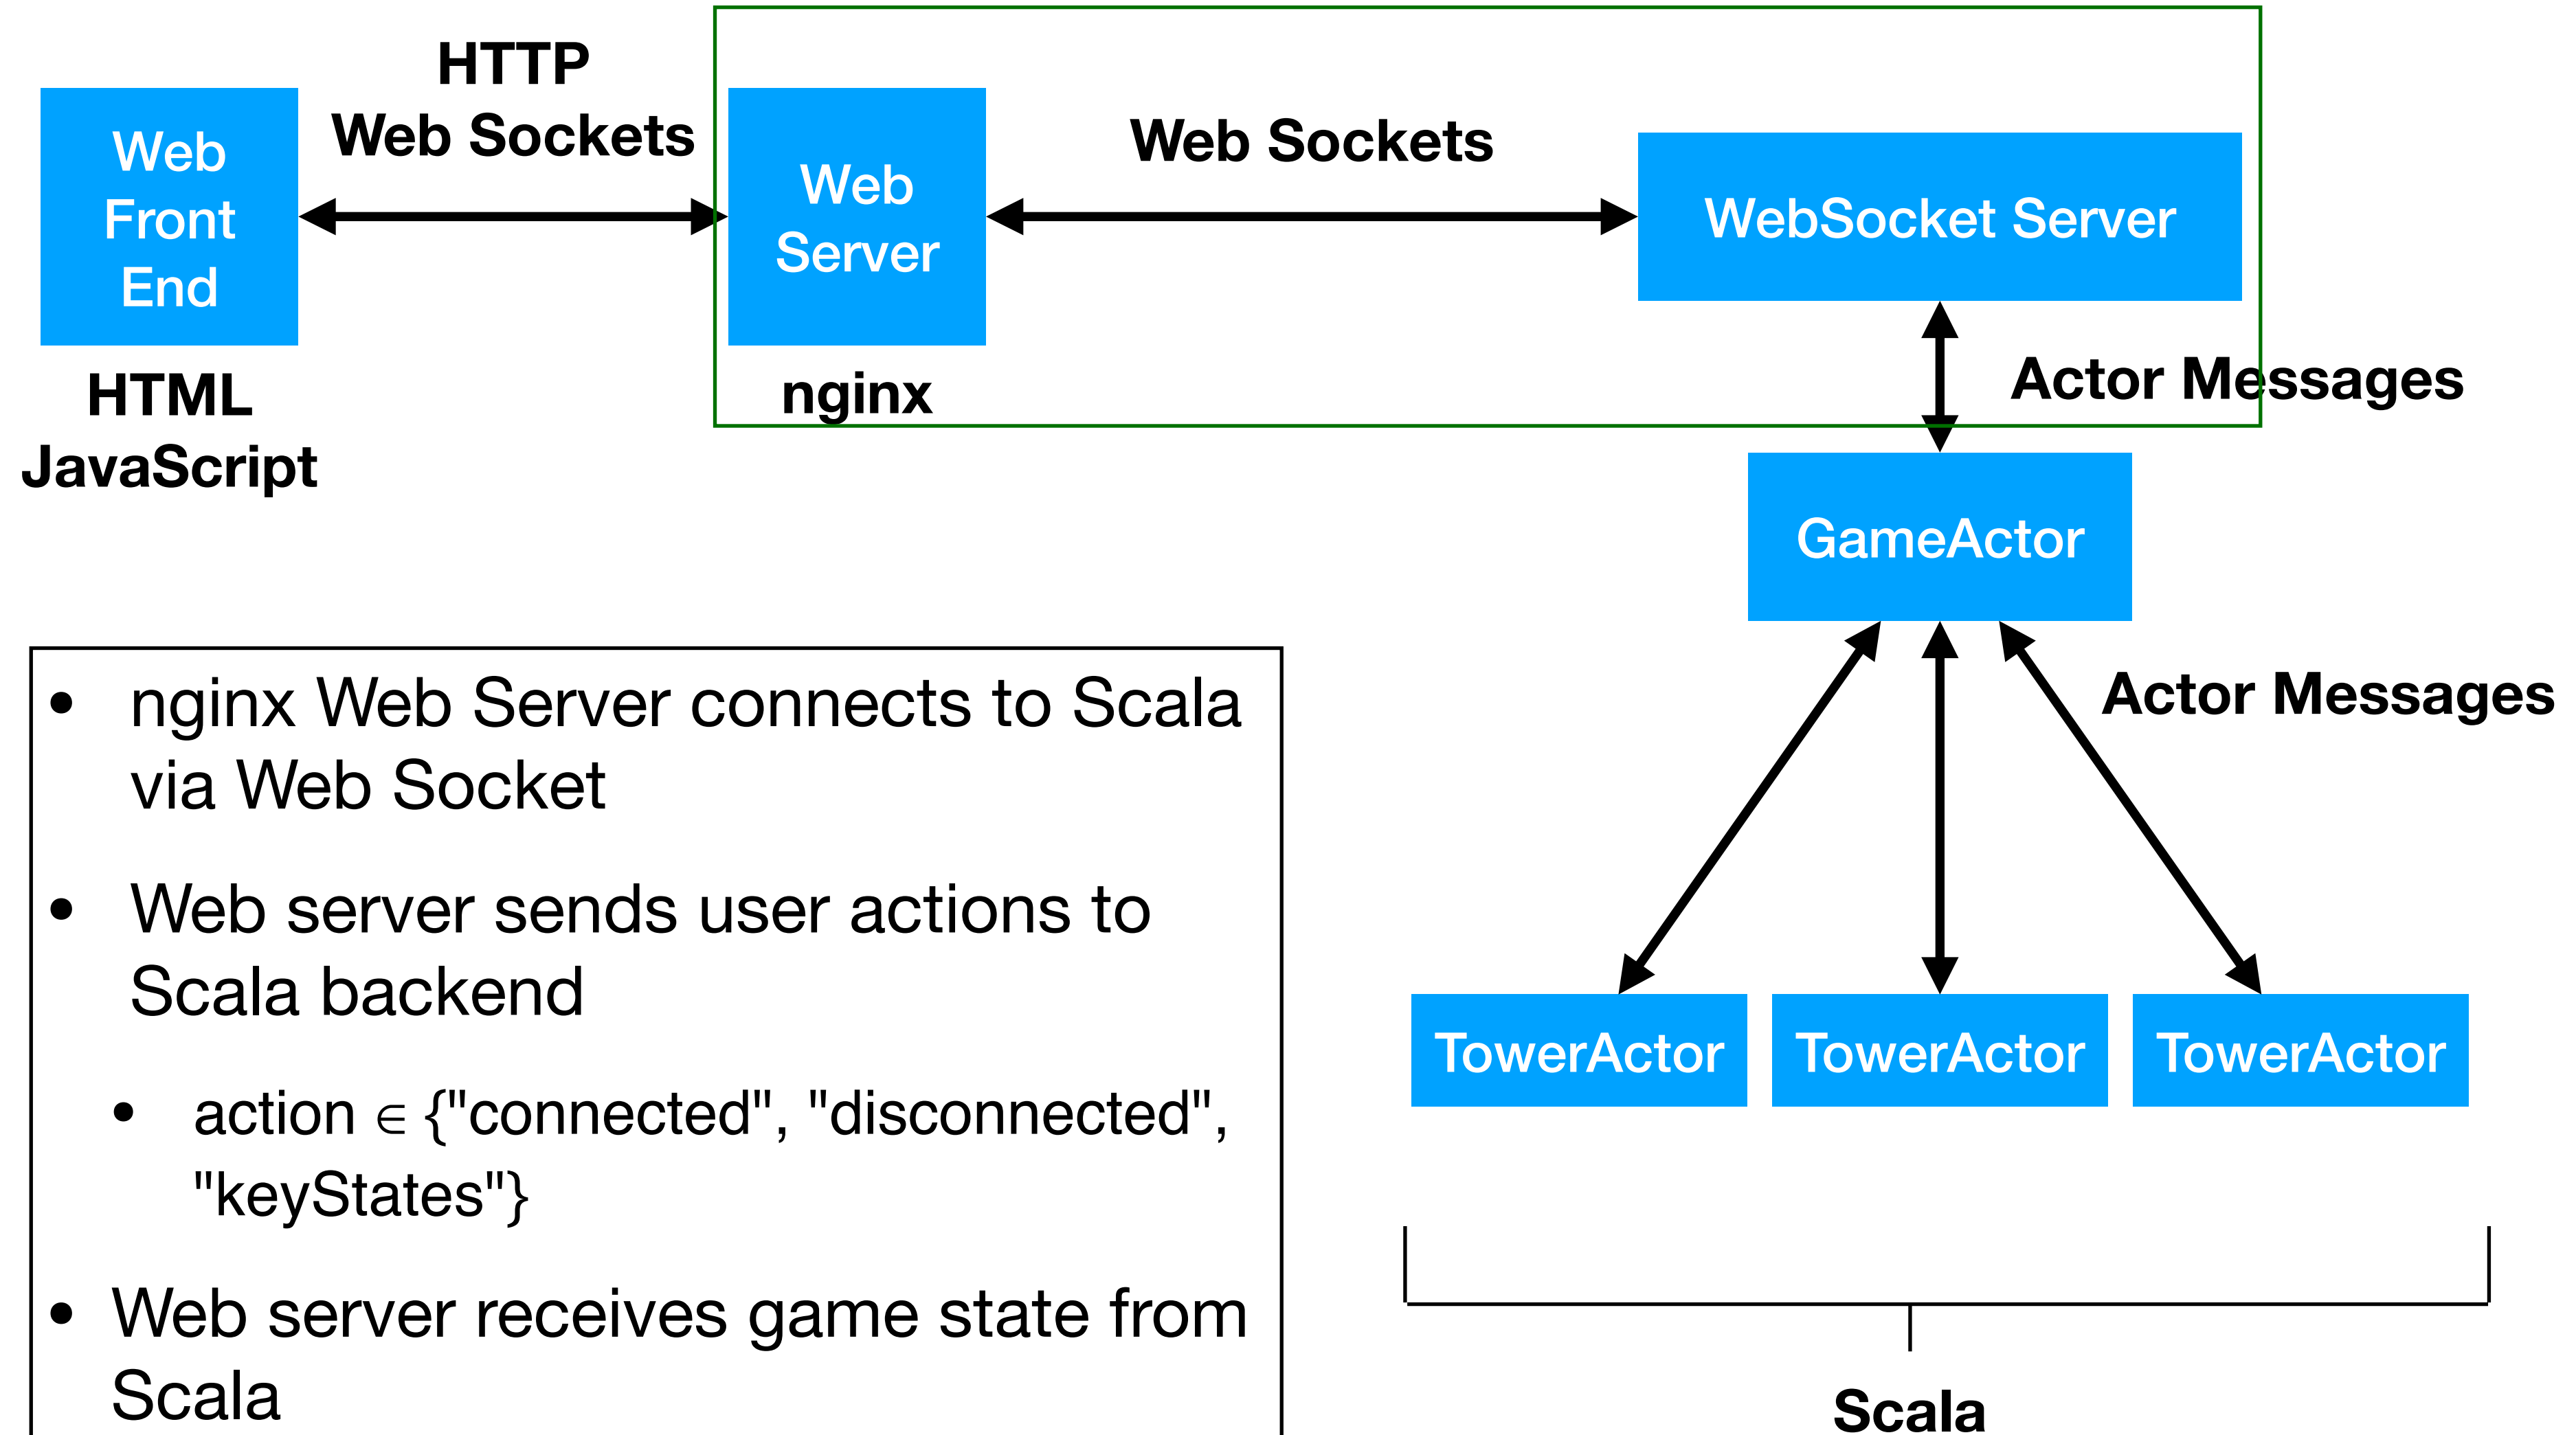 HTTP
Web Sockets
Web
Front
End
HTML
JavaScript
Web
Server
nginx
Web Sockets
WebSocket Server
Actor Messages
GameActor
Actor Messages
TowerActor
TowerActor
TowerActor
Scala
• nginx Web Server connects to Scala
via Web Socket
• Web server sends user actions to
Scala backend
• action ∈ {"connected", "disconnected",
"keyStates"}
• Web server receives game state from
Scala